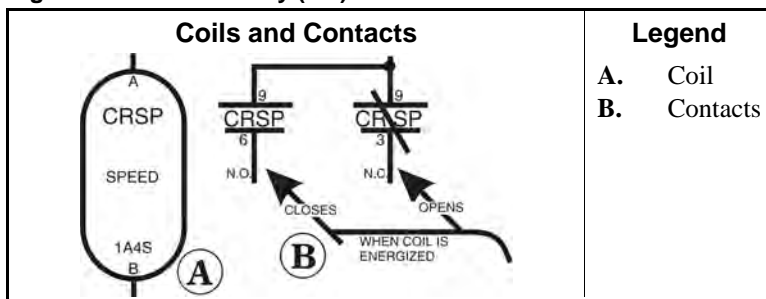 Coils and Contacts
Legend
A
CRSP
SPEED
1A4S
B
A
9
CRSP
6
N.O.
9
CRSP
3
N.C.
CLOSES
OPENS
B
WHEN COIL IS
ENERGIZED
A. Coil
B. Contacts